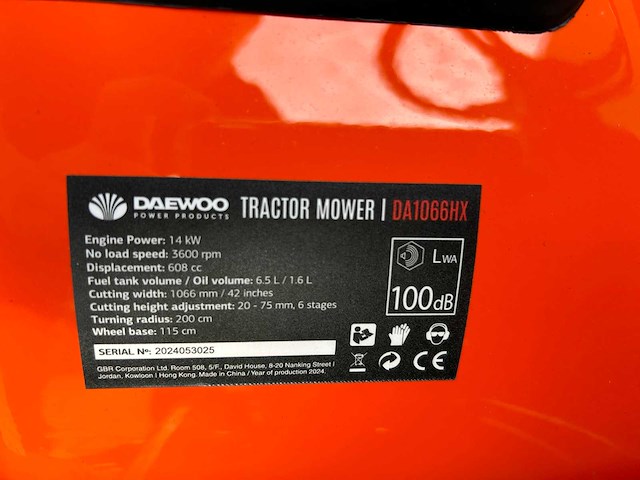 DAEWOO
POWER PRODUCTS
TRACTOR MOWER | DA1066HX
Engine Power: 14 kW
No load speed: 3600 rpm
Displacement: 608 cc
Fuel tank volume / Oil volume: 6.5 L / 1.6 L
Cutting width: 1066 mm / 42 inches
Cutting height adjustment: 20 - 75 mm, 6 stages
Turning radius: 200 cm
Wheel base: 115 cm
LWA
100dB
SERIAL Nº: 2024053025
CE
GBR Corporation Ltd. Room 508, 5/F., David House, 8-20 Nanking Street |
Jordan, Kowloon | Hong Kong. Made in China / Year of production 2024.